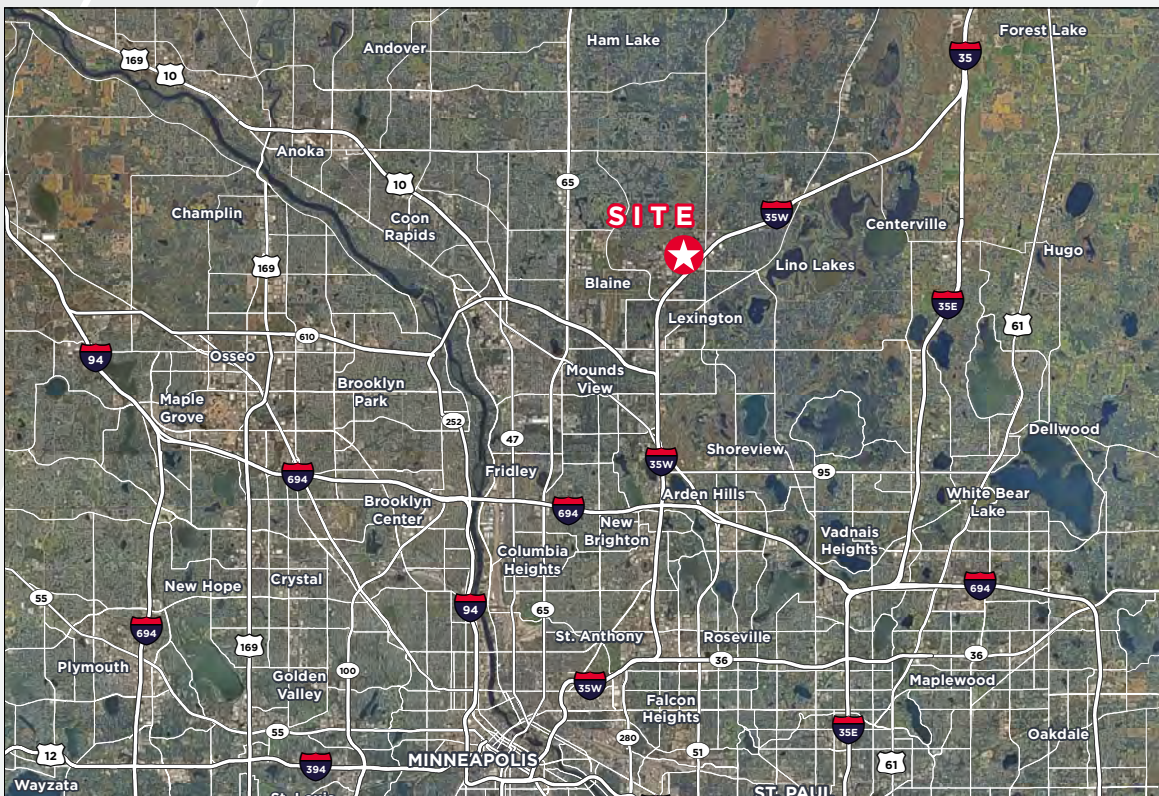 Forest Lake
Ham Lake
Andover
35
169
10
Anoka
10
65
Champlin
Coon
Rapids
SITE
35W
Centerville
Hugo
169
Blaine
Lino Lakes
35E
Lexington
61
610
94
Osseo
Mounds
View
Brooklyn
Park
Maple
Grove
252
47
Dellwood
Shoreview
35W
95
Fridley
694
Arden Hills
White Bear
Lake
Brooklyn
Center
694
New
Brighton
Vadnais
Heights
Columbia
Heights
New Hope
Crystal
694
55
94
65
694
St. Anthony
Roseville
169
36
36
Plymouth
100
Golden
Valley
35W
Maplewood
Falcon
Heights
55
280
35E
Oakdale
51
12
MINNEAPOLIS
61
394
Wayzata
ST. PAUL